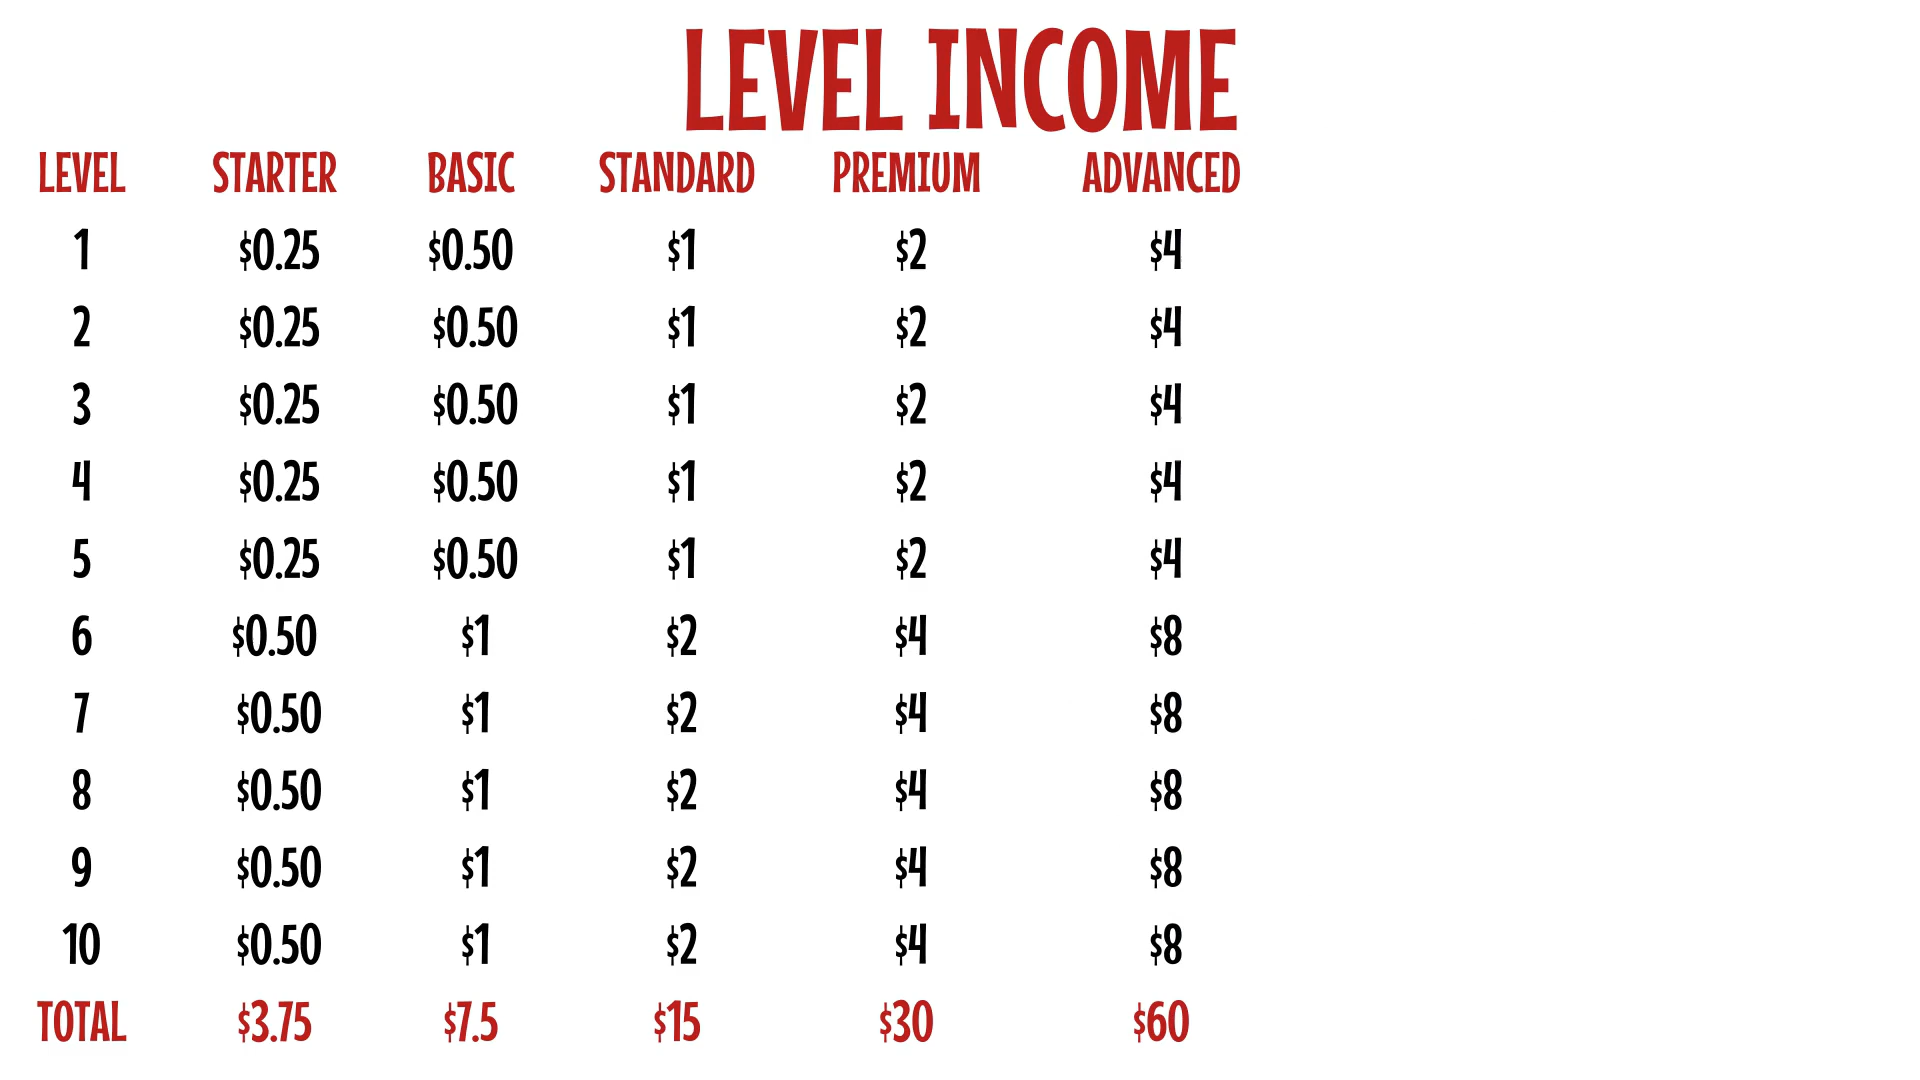 LEVEL INCOME
LEVEL STARTER BASIC STANDARD PREMIUM ADVANCED
1 $0.25 $0.50 $1 $2 $4
2 $0.25 $0.50 $1 $2 $4
3 $0.25 $0.50 $1 $2 $4
4 $0.25 $0.50 $1 $2 $4
5 $0.25 $0.50 $1 $2 $4
6 $0.50 $1 $2 $4 $8
7 $0.50 $1 $2 $4 $8
8 $0.50 $1 $2 $4 $8
9 $0.50 $1 $2 $4 $8
10 $0.50 $1 $2 $4 $8
TOTAL $3.75 $7.5 $15 $30 $60